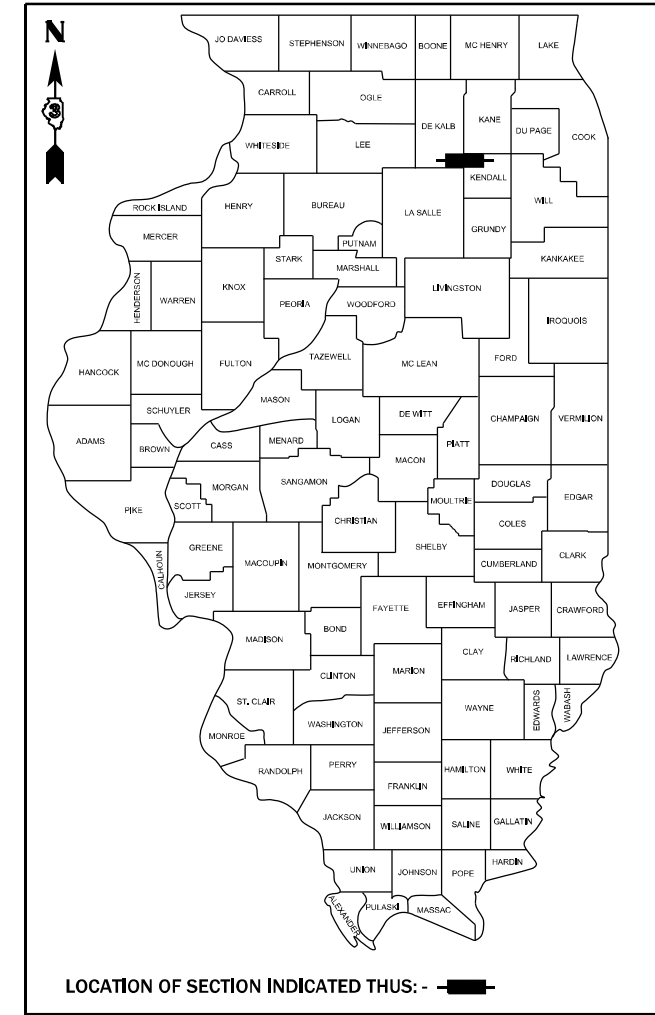 N
3
JO DAVIESS
STEPHENSON
WINNEBAGO
BOONE
MC HENRY
LAKE
CARROLL
OGLE
DE KALB
KANE
DU PAGE
COOK
WHITESIDE
LEE
KENDALL
WILL
ROCK ISLAND
HENRY
BUREAU
LA SALLE
GRUNDY
MERCER
PUTNAM
STARK
MARSHALL
KANKAKEE
HENDERSON
WARREN
KNOX
PEORIA
WOODFORD
LIVINGSTON
IROQUOIS
HANCOCK
MC DONOUGH
FULTON
TAZEWELL
MC LEAN
FORD
MASON
SCHUYLER
LOGAN
DE WITT
CHAMPAIGN
VERMILION
ADAMS
BROWN
CASS
MENARD
PIATT
MACON
PIKE
SCOTT
MORGAN
SANGAMON
MOULTRIE
DOUGLAS
EDGAR
CHRISTIAN
COLES
CALHOUN
GREENE
MACOUPIN
MONTGOMERY
SHELBY
CUMBERLAND
CLARK
JERSEY
FAYETTE
EFFINGHAM
JASPER
CRAWFORD
MADISON
BOND
CLAY
RICHLAND
LAWRENCE
CLINTON
MARION
ST. CLAIR
WAYNE
EDWARDS
WABASH
WASHINGTON
JEFFERSON
MONROE
RANDOLPH
PERRY
HAMILTON
WHITE
FRANKLIN
JACKSON
WILLIAMSON
SALINE
GALLATIN
UNION
JOHNSON
POPE
HARDIN
ALEXANDER
PULASKI
MASSAC
LOCATION OF SECTION INDICATED THUS: -